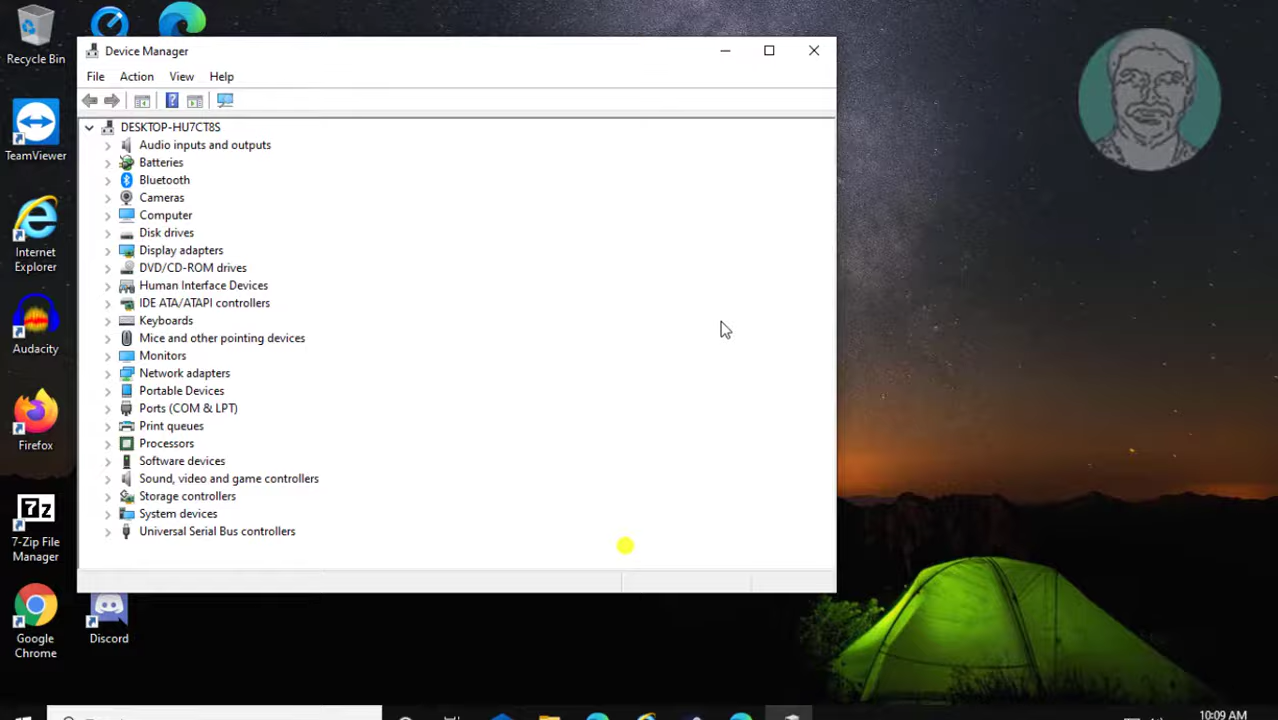 Recycle Bin
TeamViewer
Internet
Explorer
Audacity
Firefox
7z
7-Zip File
Manager
Google
Chrome
Discord
Device Manager
File Action View Help
DESKTOP-HU7CT8S
Audio inputs and outputs
Batteries
Bluetooth
Cameras
Computer
Disk drives
Display adapters
DVD/CD-ROM drives
Human Interface Devices
IDE ATA/ATAPI controllers
Keyboards
Mice and other pointing devices
Monitors
Network adapters
Portable Devices
Ports (COM & LPT)
Print queues
Processors
Software devices
Sound, video and game controllers
Storage controllers
System devices
Universal Serial Bus controllers
10:09 AM